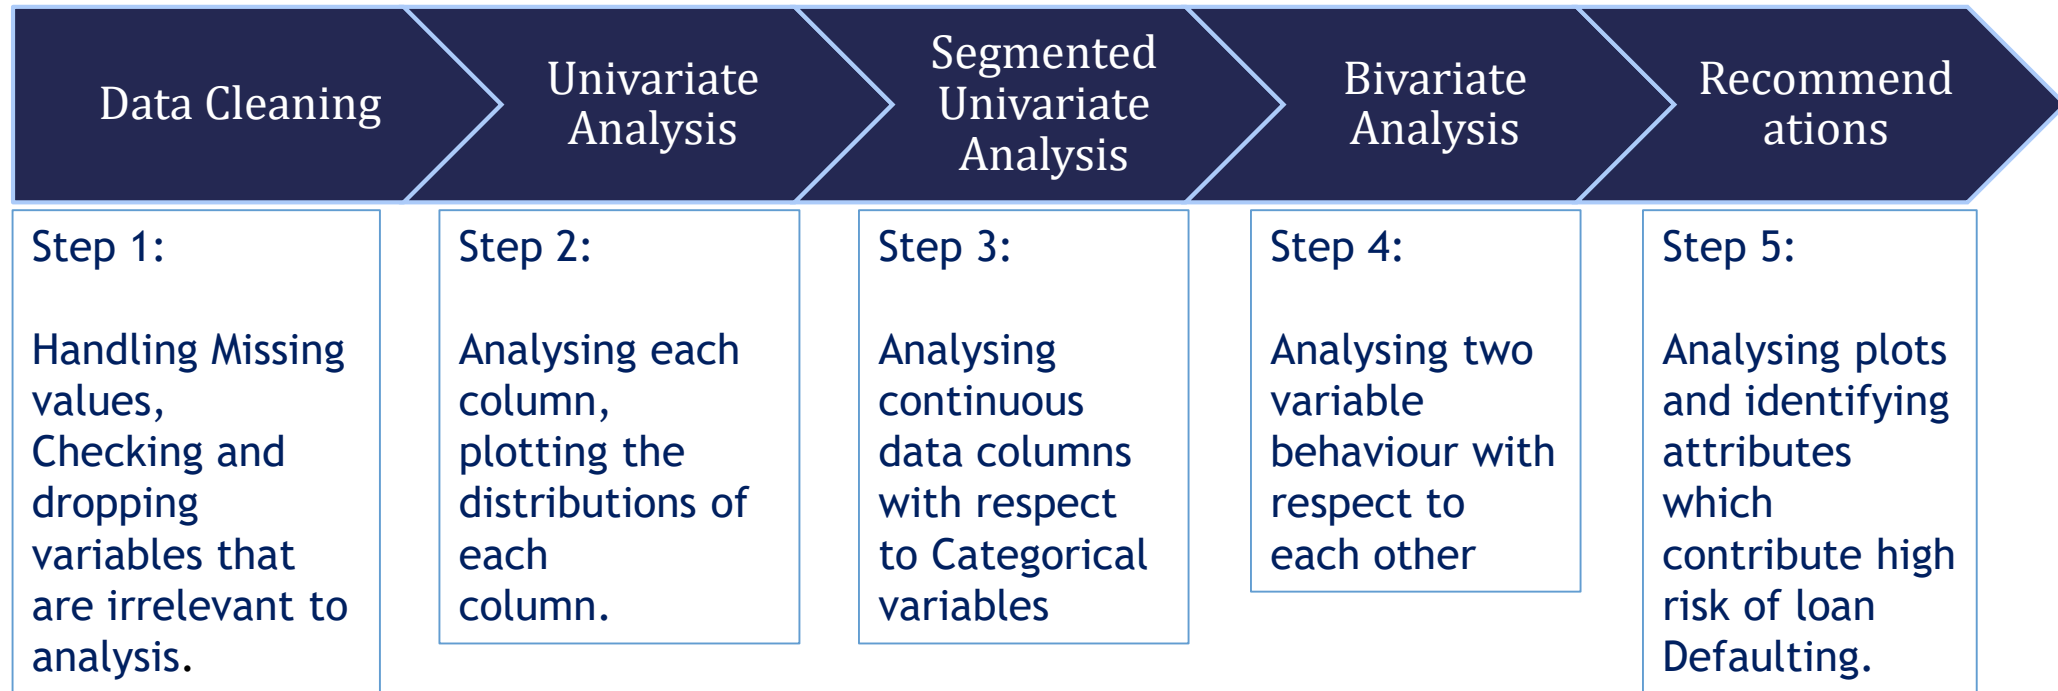 Data Cleaning
Univariate
Analysis
Segmented
Univariate
Analysis
Bivariate
Analysis
Recommend
ations
Step 1:
Handling Missing
values,
Checking and
dropping
variables that
are irrelevant to
analysis.
Step 2:
Analysing each
column,
plotting the
distributions of
each
column.
Step 3:
Analysing
continuous
data columns
with respect
to Categorical
variables
Step 4:
Analysing two
variable
behaviour with
respect to
each other
Step 5:
Analysing plots
and identifying
attributes
which
contribute high
risk of loan
Defaulting.